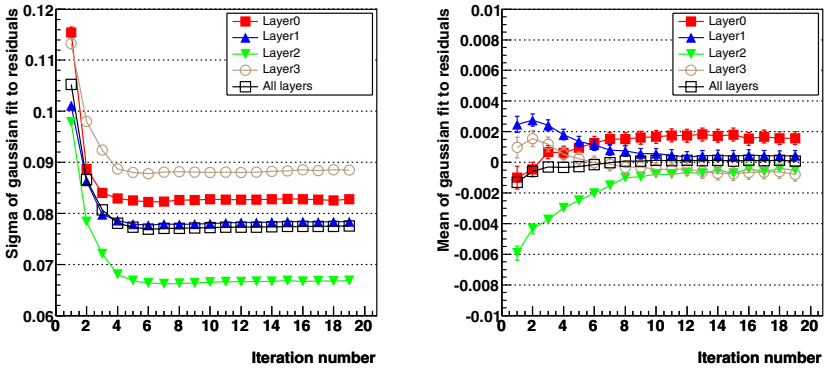 Sigma of gaussian fit to residuals
0.12
0.11
0.1
0.09
0.08
0.07
0.06
0 2 4 6 8 10 12 14 16 18 20
Iteration number
Layer0
Layer1
Layer2
Layer3
All layers
Mean of gaussian fit to residuals
0.01
0.008
0.006
0.004
0.002
0
-0.002
-0.004
-0.006
-0.008
-0.01
0 2 4 6 8 10 12 14 16 18 20
Iteration number
Layer0
Layer1
Layer2
Layer3
All layers